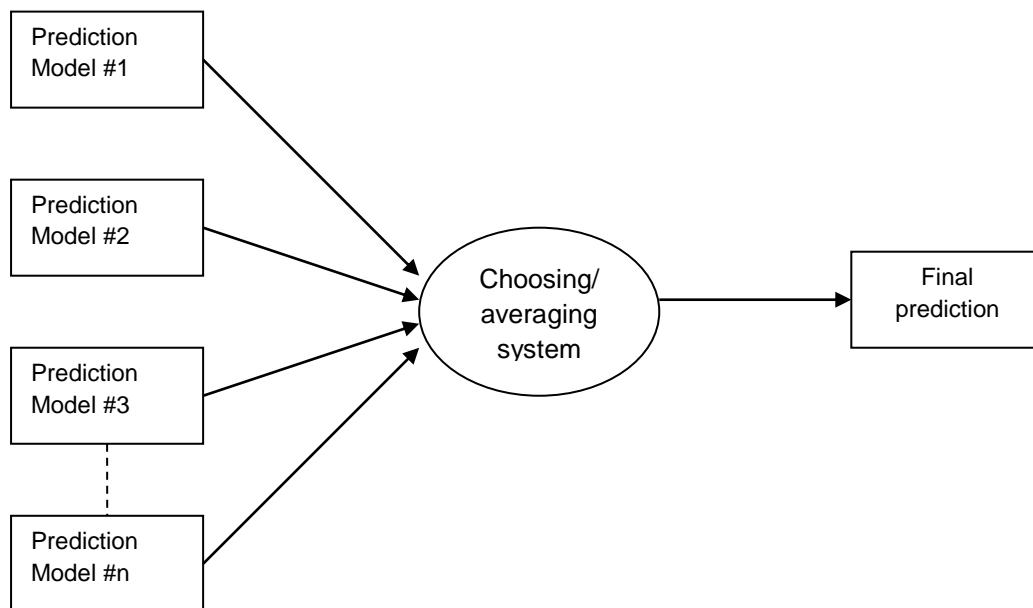 Prediction
Model #1
Prediction
Model #2
Prediction
Model #3
Prediction
Model #n
Choosing/
averaging
system
Final
prediction